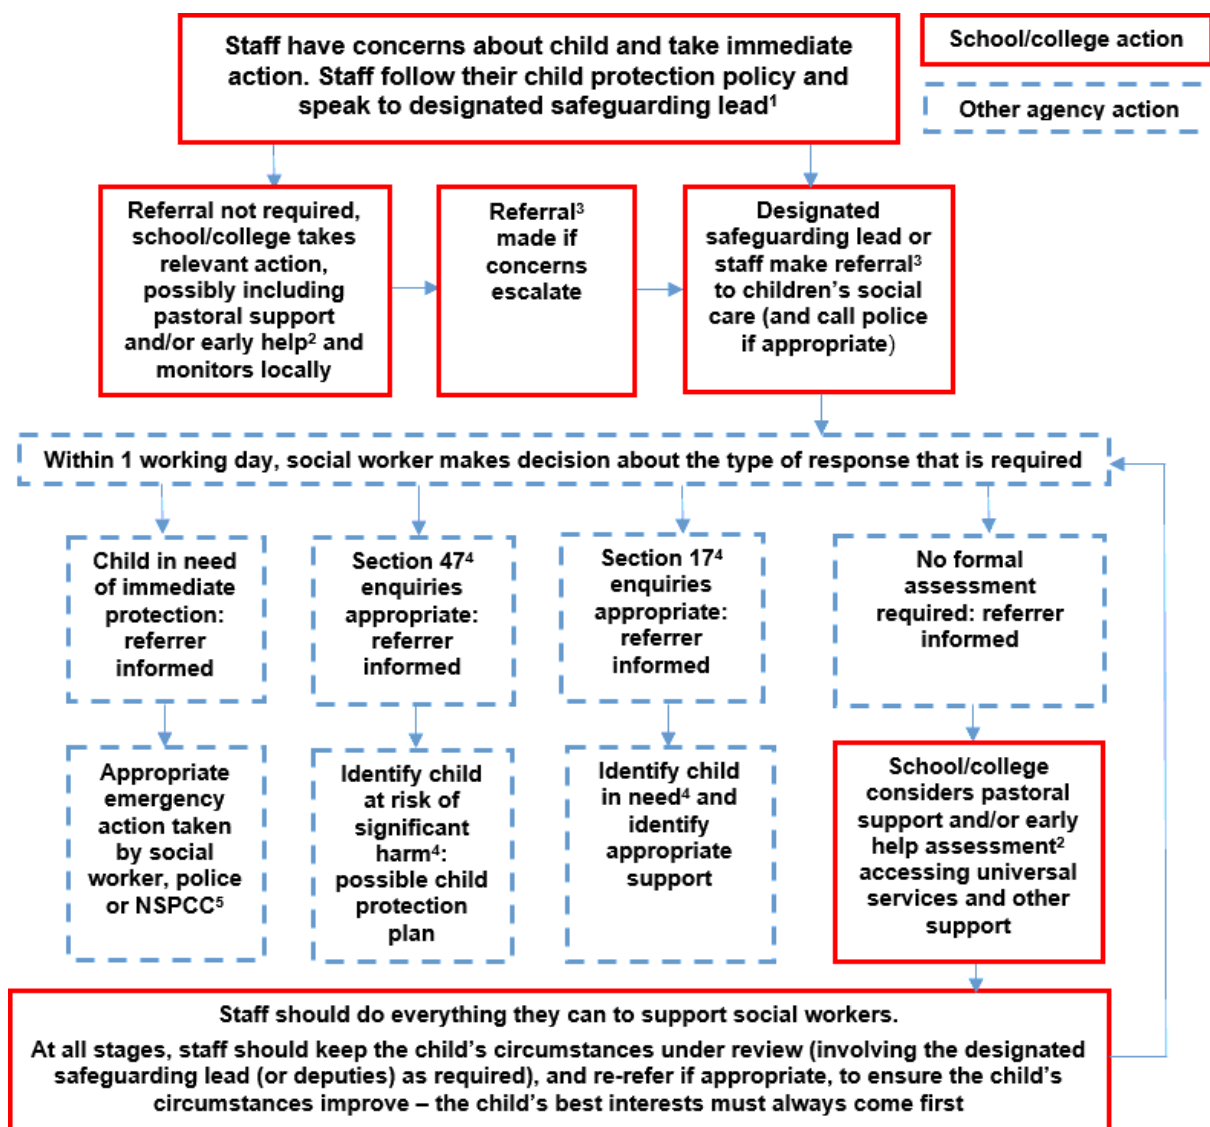 Staff have concerns about child and take immediate
action. Staff follow their child protection policy and
speak to designated safeguarding lead¹
School/college action
Other agency action
Referral not required,
school/college takes
relevant action,
possibly including
pastoral support
and/or early help² and
monitors locally
Referral³
made if
concerns
escalate
Designated
safeguarding lead or
staff make referral³
to children’s social
care (and call police
if appropriate)
Within 1 working day, social worker makes decision about the type of response that is required
Child in need
of immediate
protection:
referrer
informed
Section 47⁴
enquiries
appropriate:
referrer
informed
Section 17⁴
enquiries
appropriate:
referrer
informed
No formal
assessment
required: referrer
informed
Appropriate
emergency
action taken
by social
worker, police
or NSPCC⁵
Identify child
at risk of
significant
harm⁴:
possible child
protection
plan
Identify child
in need⁴ and
identify
appropriate
support
School/college
considers pastoral
support and/or early
help assessment²
accessing universal
services and other
support
Staff should do everything they can to support social workers.
At all stages, staff should keep the child’s circumstances under review (involving the designated
safeguarding lead (or deputies) as required), and re-refer if appropriate, to ensure the child’s
circumstances improve – the child’s best interests must always come first